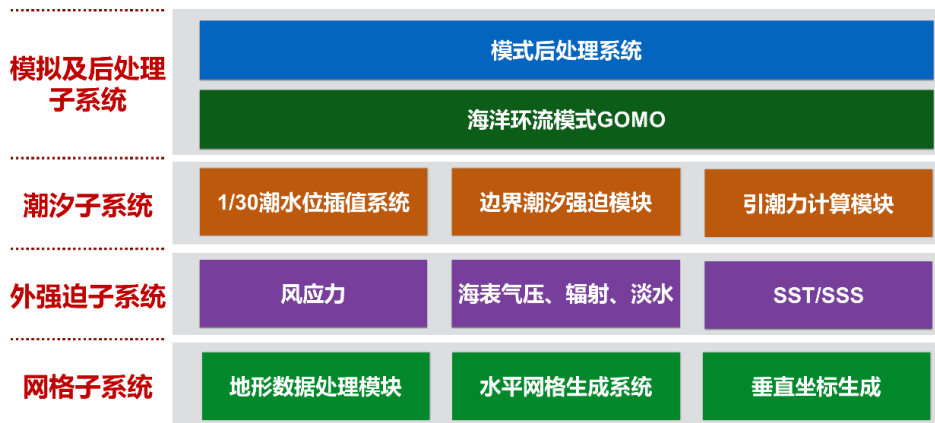 模拟及后处理
子系统
模式后处理系统
海洋环流模式GOMO
潮汐子系统
1/30潮水位插值系统
边界潮汐强迫模块
引潮力计算模块
外强迫子系统
风应力
海表气压、辐射、淡水
SST/SSS
网格子系统
地形数据处理模块
水平网格生成系统
垂直坐标生成